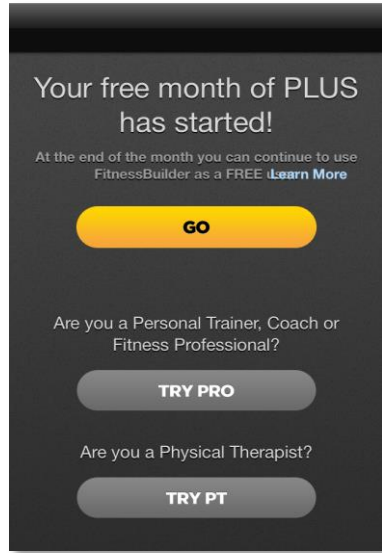 Your free month of PLUS
has started!
At the end of the month you can continue to use
FitnessBuilder as a FREE Learn More
GO
Are you a Personal Trainer, Coach or
Fitness Professional?
TRY PRO
Are you a Physical Therapist?
TRY PT